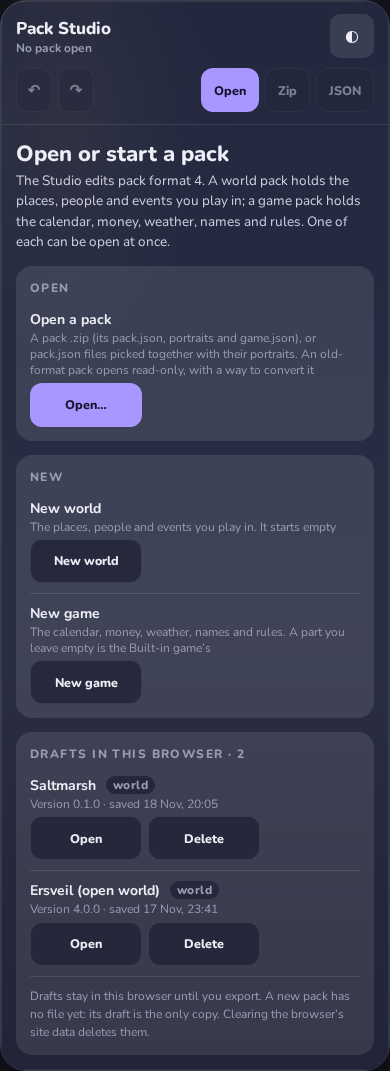 Pack Studio
No pack open
Open
Zip
JSON
Open or start a pack
The Studio edits pack format 4. A world pack holds the
places, people and events you play in; a game pack holds
the calendar, money, weather, names and rules. One of
each can be open at once.
OPEN
Open a pack
A pack .zip (its pack.json, portraits and game.json), or
pack.json files picked together with their portraits. An old-
format pack opens read-only, with a way to convert it
Open…
NEW
New world
The places, people and events you play in. It starts empty
New world
New game
The calendar, money, weather, names and rules. A part you
leave empty is the Built-in game's
New game
DRAFTS IN THIS BROWSER · 2
Saltmarsh world
Version 0.1.0 · saved 18 Nov, 20:05
Open Delete
Ersveil (open world) world
Version 4.0.0 · saved 17 Nov, 23:41
Open Delete
Drafts stay in this browser until you export. A new pack has
no file yet: its draft is the only copy. Clearing the browser's
site data deletes them.